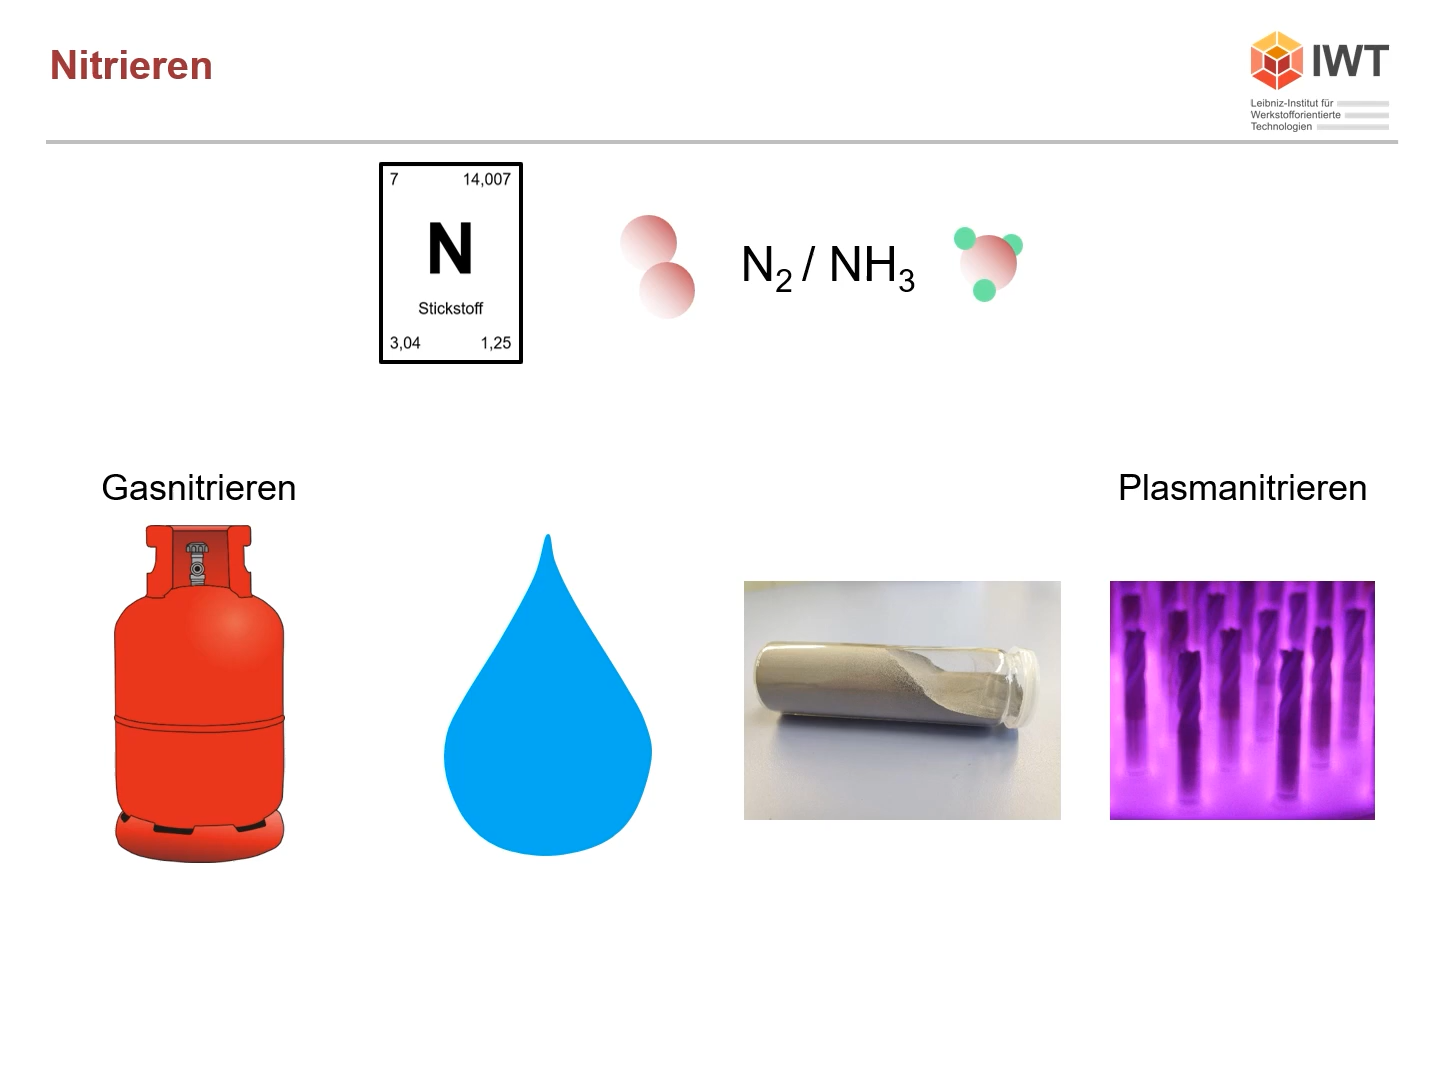 Nitrieren
IWT
Leibniz-Institut für
Werkstofforientierte
Technologien
7 14,007
N
Stickstoff
3,04 1,25
N₂ / NH₃
Gasnitrieren
Plasmanitrieren